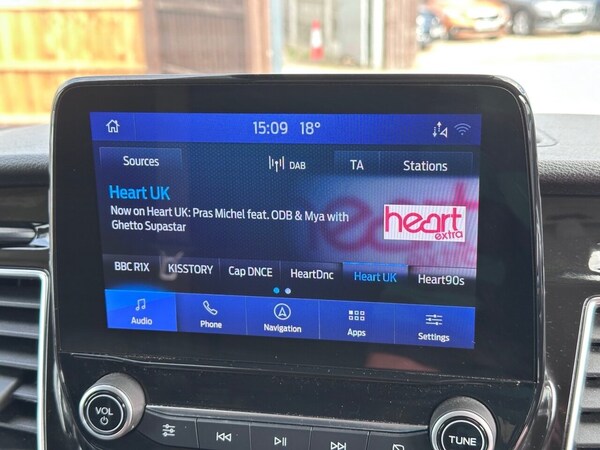 15:09 18°
Sources DAB TA Stations
Heart UK
Now on Heart UK: Pras Michel feat. ODB & Mya with
Ghetto Supastar
heart
extra
BBC R1X KISSTORY Cap DNCE HeartDnc Heart UK Heart90s
Audio Phone Navigation Apps Settings
VOL TUNE